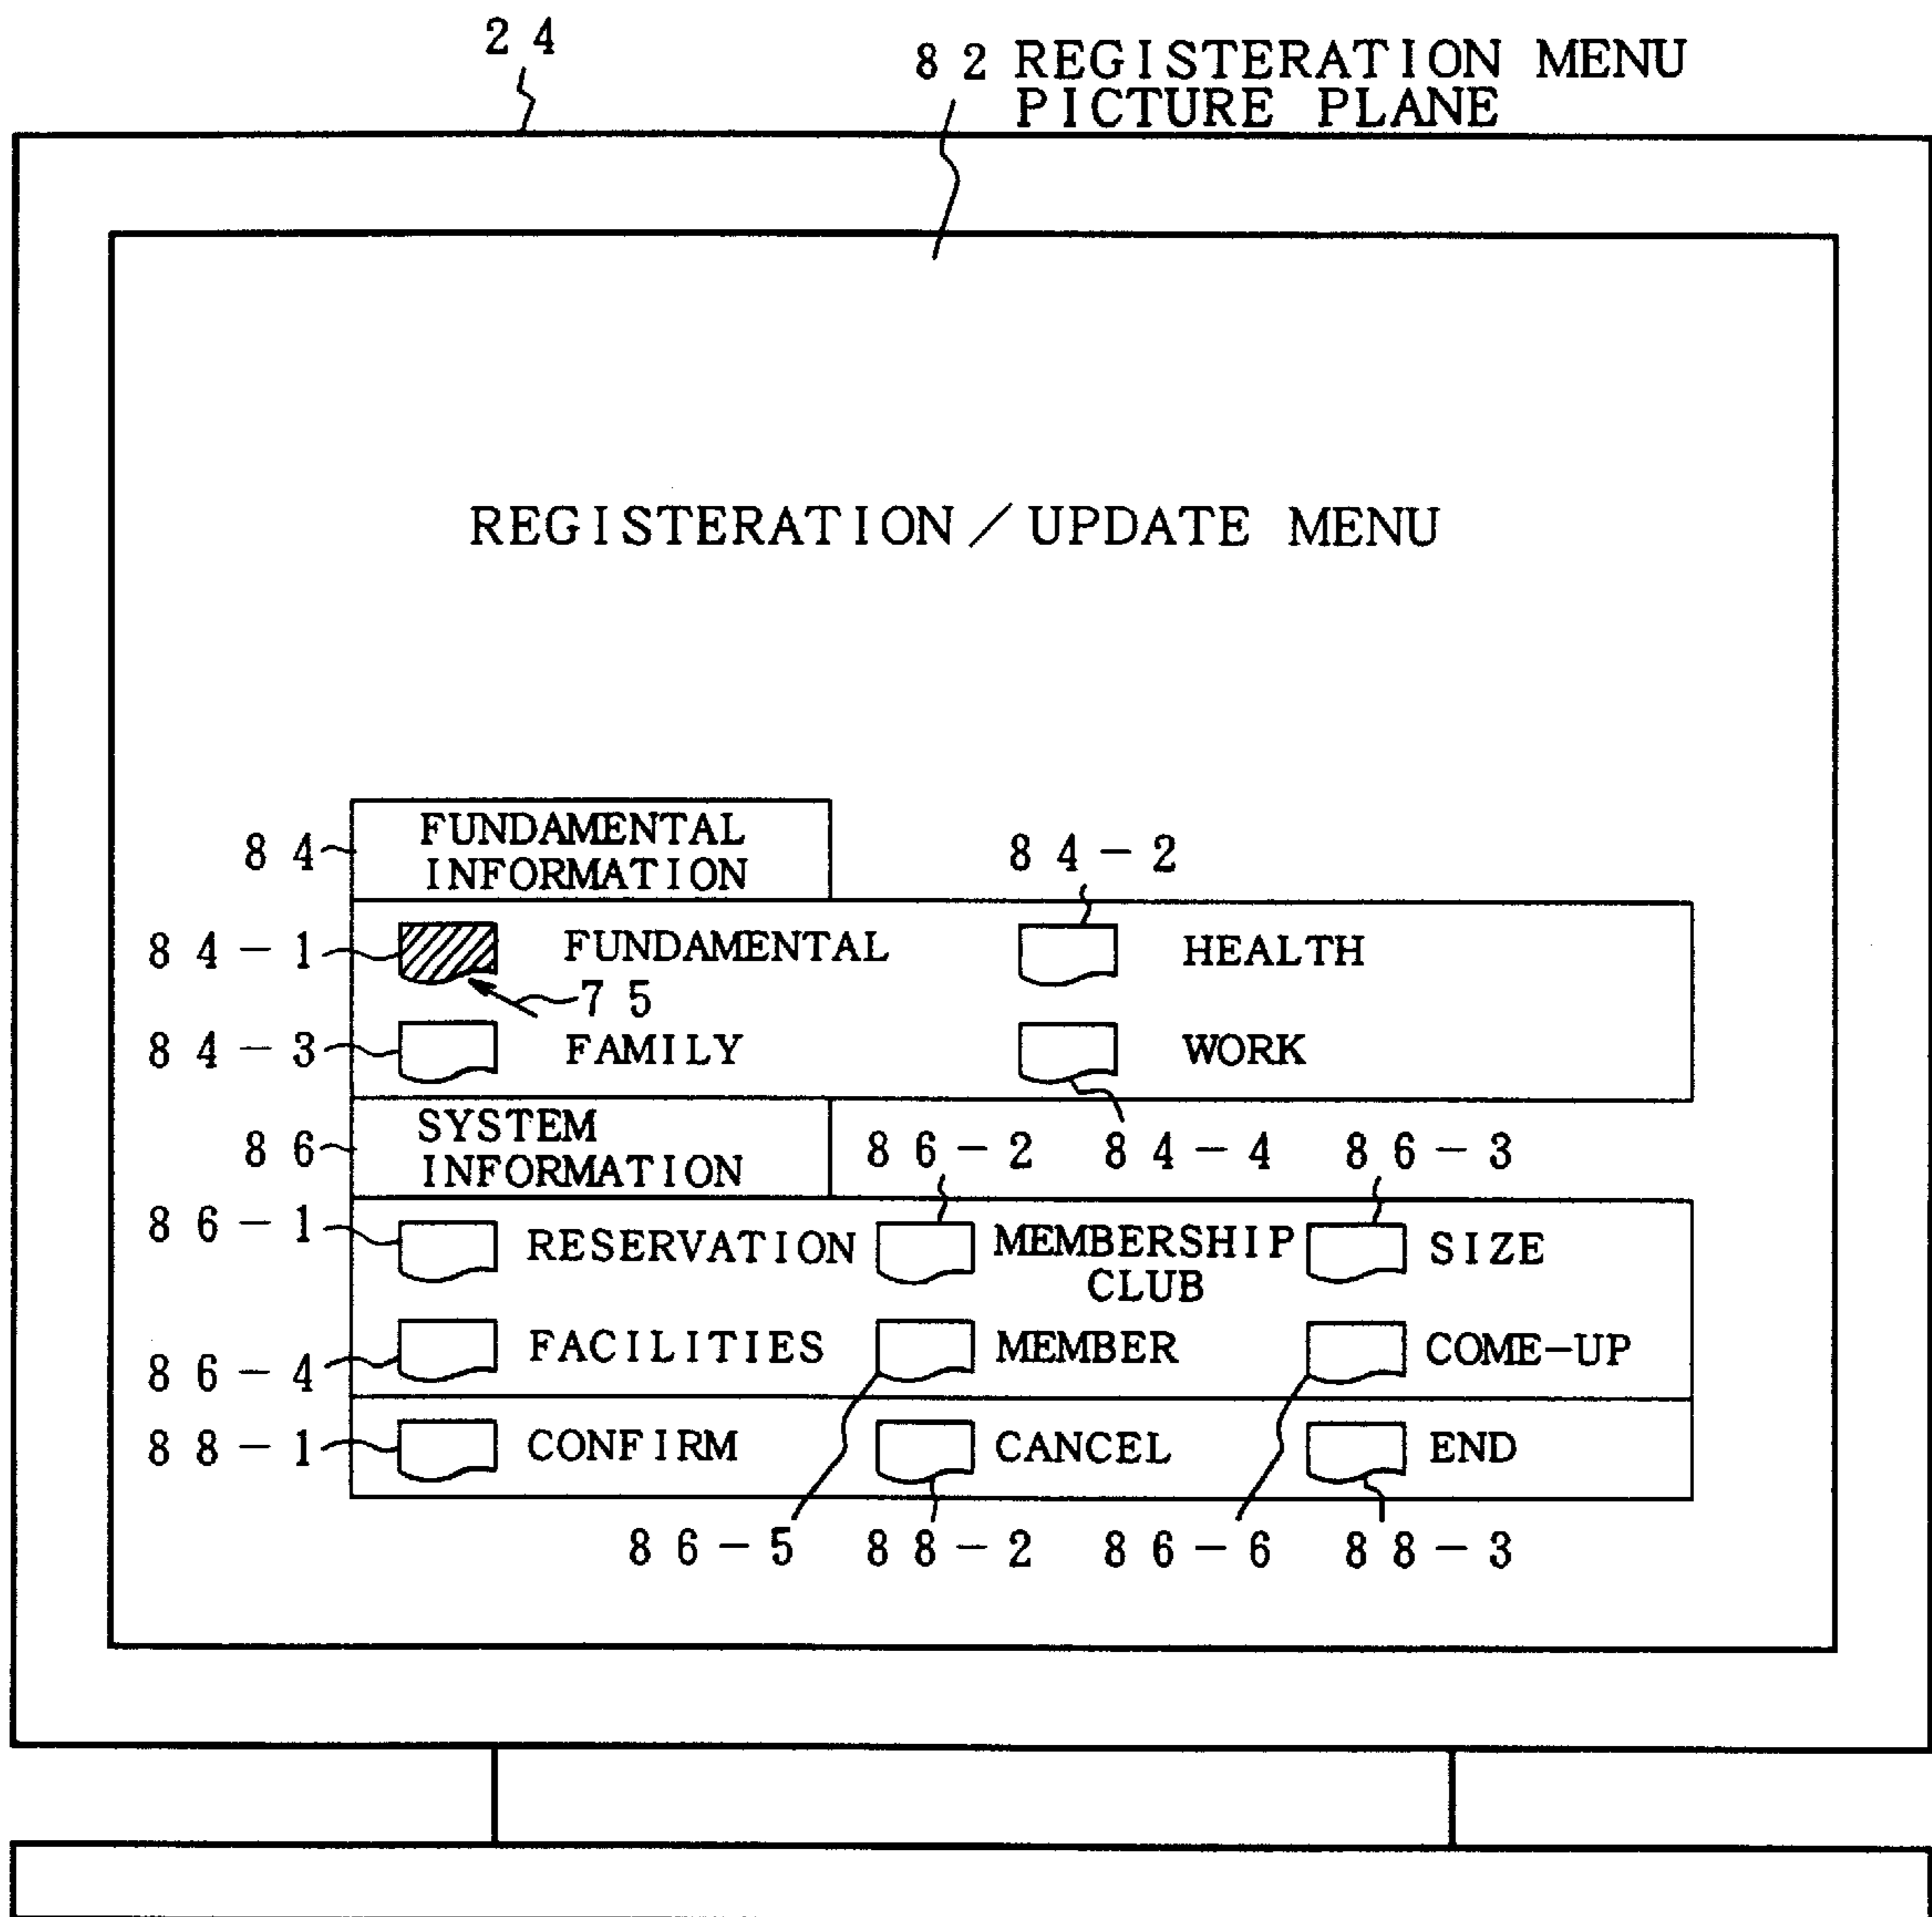 24
82 REGISTERATION MENU
PICTURE PLANE
REGISTERATION/UPDATE MENU
84
FUNDAMENTAL
INFORMATION
84-2
84-1
FUNDAMENTAL
HEALTH
75
84-3
FAMILY
WORK
86
SYSTEM
INFORMATION
86-2
84-4
86-3
86-1
RESERVATION
MEMBERSHIP
CLUB
SIZE
86-4
FACILITIES
MEMBER
COME-UP
88-1
CONFIRM
CANCEL
END
86-5
88-2
86-6
88-3